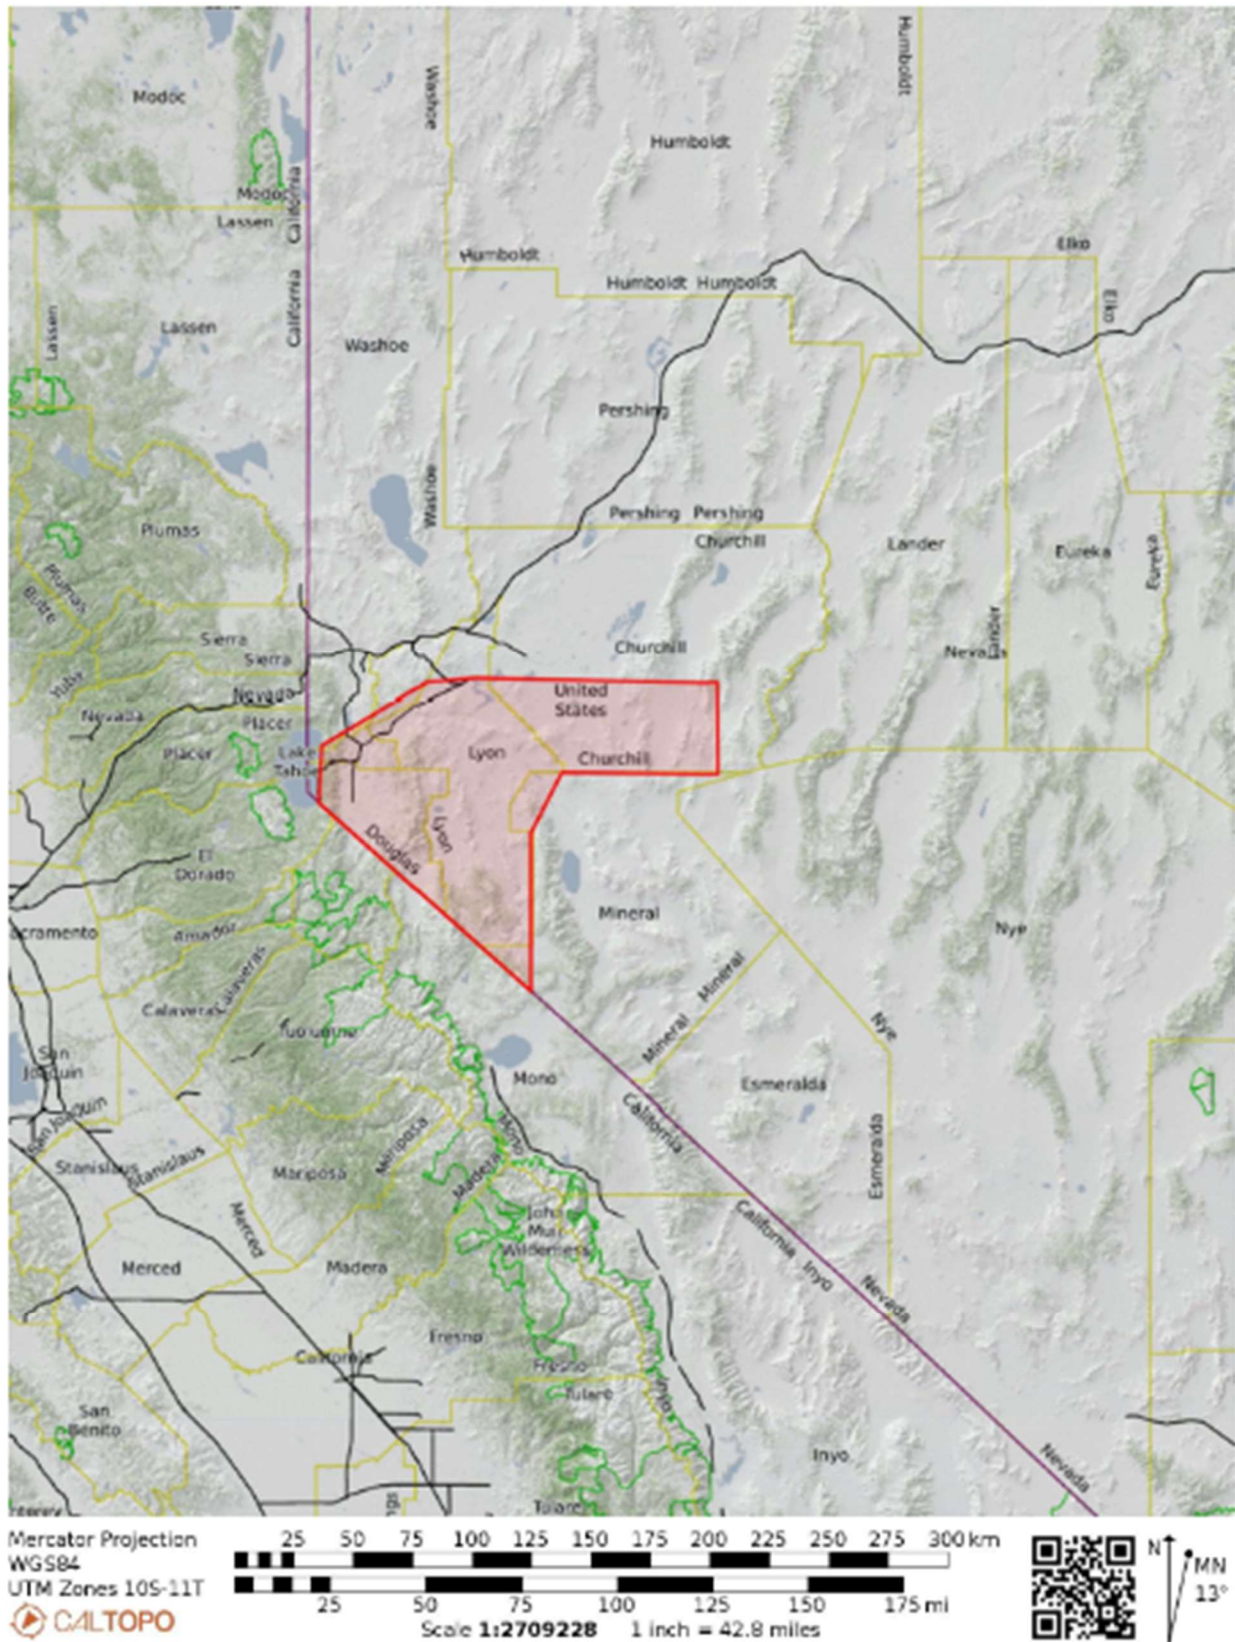 Modoc
Washoe
Humboldt
Humboldt
Modoc
California
Lassen
Humboldt
Elko
Humboldt Humboldt
California
Elko
Lassen
Lassen
Washoe
Pershing
Washoe
Pershing Pershing
Churchill
Plumas
Lander
Eureka
Eureka
Plumas
Butte
Sierra
Sierra
Churchill
Nevada
Lander
Yuba
Nevada
Nevada
Placer
Placer
Lake
Tahoe
United
States
Lyon
Churchill
Lyon
Douglas
El
Dorado
Mineral
Nye
acramento
Amador
Calaveras
Calaveras
Mineral
Mineral
Nye
Tuolumne
San
Joaquin
Mono
Esmeralda
San Joaquin
California
Mono
Esmeralda
Stanislaus
Stanislaus
Mariposa
Mariposa
Madera
Merced
John
Muir
Wilderness
California
Inyo
Nevada
Merced
Madera
Fresno
California
Fresno
Tulare
Inyo
San
Benito
Inyo
Nevada
Tulare
Mercator Projection
WGS84
UTM Zones 10S-11T
CALTOPO
25 50 75 100 125 150 175 200 225 250 275 300 km
25 50 75 100 125 150 175 mi
Scale 1:2709228 1 inch = 42.8 miles
N
MN
13°